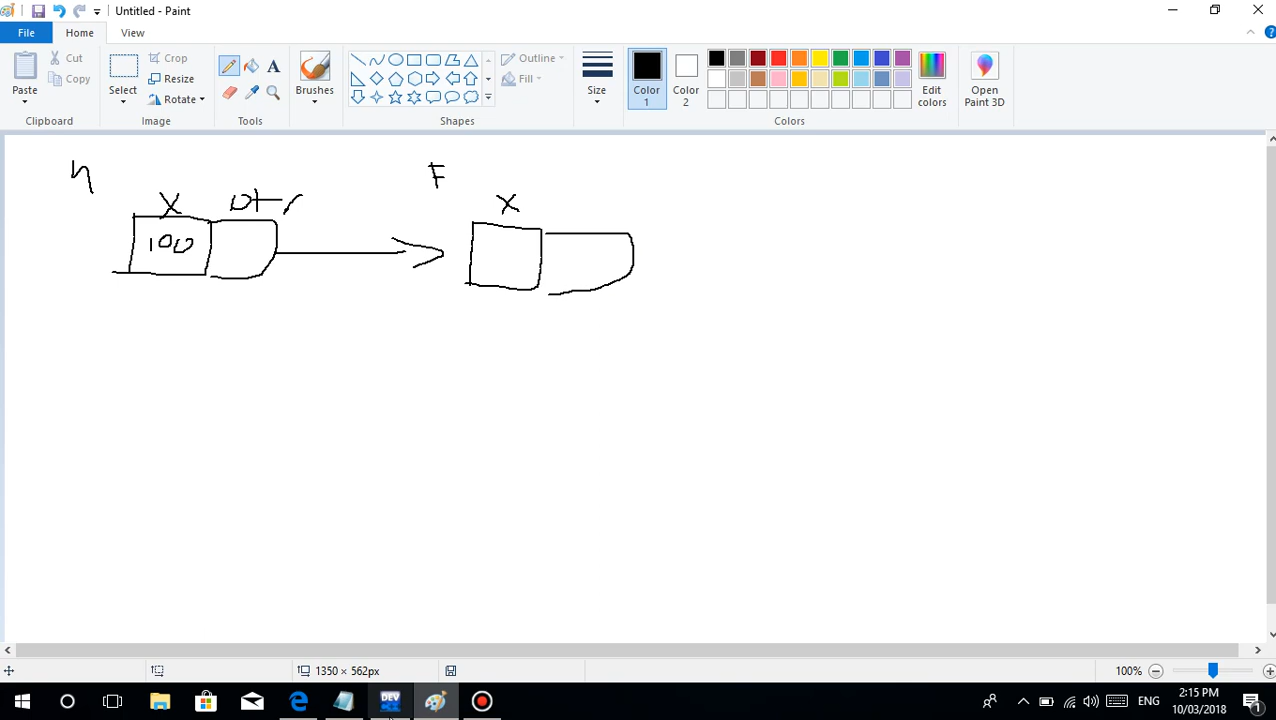 Untitled - Paint
File Home View
Paste
Cut
Copy
Clipboard
Select
Crop
Resize
Rotate
Image
Tools
Brushes
Shapes
Outline
Fill
Size
Color 1
Color 2
Colors
Edit colors
Open Paint 3D
n
x ptr
100
F
x
1350 × 562px
100%
DEV
ENG
2:15 PM
10/03/2018
1